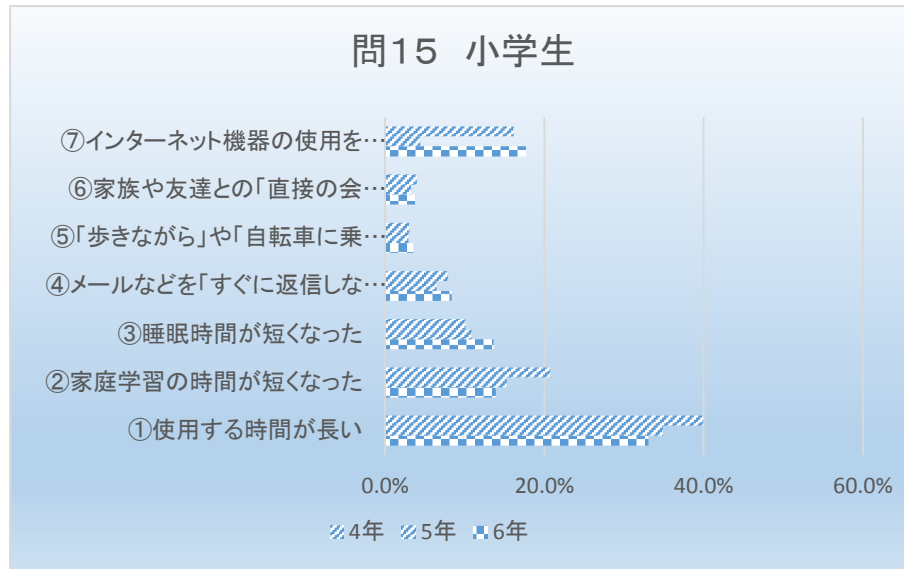 問１５　小学生
⑦インターネット機器の使用を…
⑥家族や友達との「直接の会…
⑤「歩きながら」や「自転車に乗…
④メールなどを「すぐに返信しな…
③睡眠時間が短くなった
②家庭学習の時間が短くなった
①使用する時間が長い
0.0% 20.0% 40.0% 60.0%
4年 5年 6年